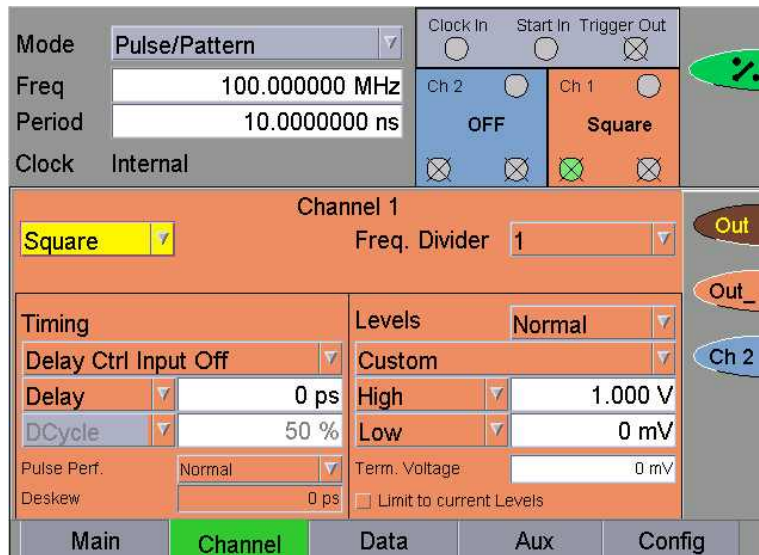 Mode Pulse/Pattern
Freq 100.000000 MHz
Period 10.0000000 ns
Clock Internal
Clock In Start In Trigger Out
Ch 2 Ch 1
OFF Square
Channel 1
Square Freq. Divider 1
Out
Out_
Ch 2
Timing
Delay Ctrl Input Off
Delay 0 ps
DCycle 50 %
Pulse Perf. Normal
Deskew 0 ps
Levels Normal
Custom
High 1.000 V
Low 0 mV
Term. Voltage 0 mV
Limit to current Levels
Main Channel Data Aux Config